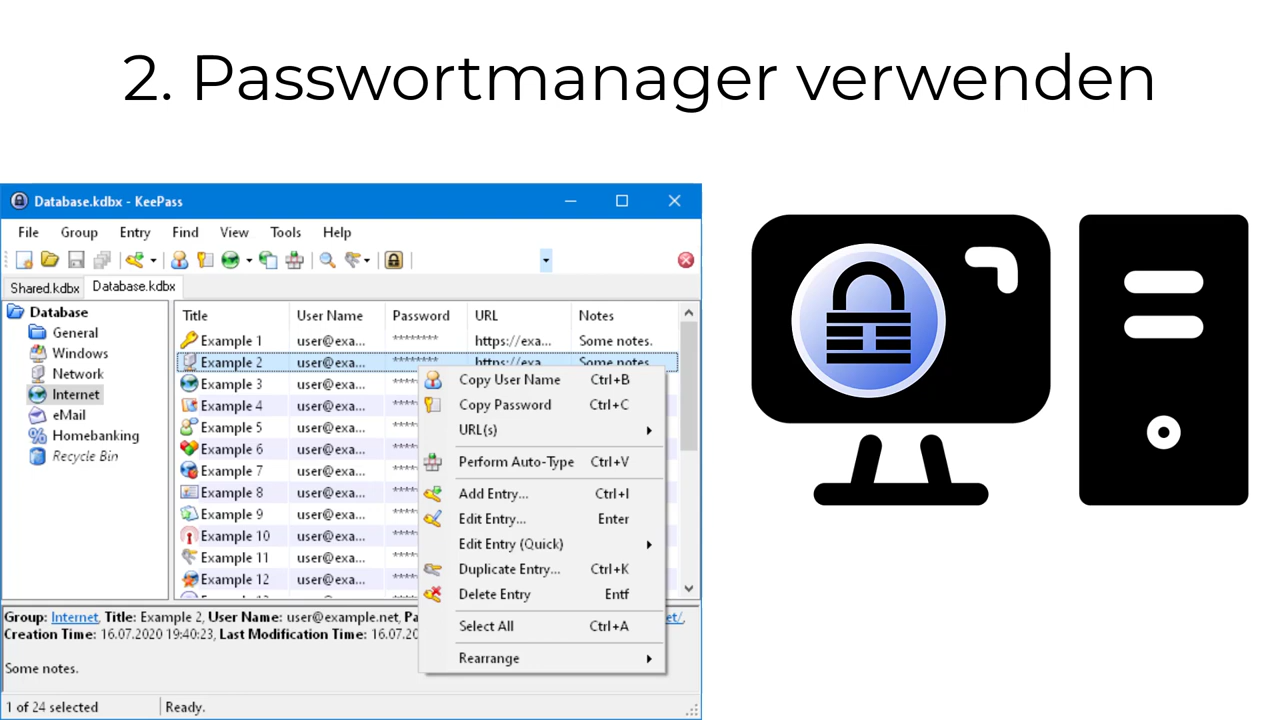 2. Passwortmanager verwenden
Database.kdbx - KeePass
File Group Entry Find View Tools Help
Shared.kdbx Database.kdbx
Database
General
Windows
Network
Internet
eMail
Homebanking
Recycle Bin
Title User Name Password URL Notes
Example 1 user@exa... ******** https://exa... Some notes.
Example 2 user@exa... ******** https://exa... Some notes.
Example 3 user@exa... ****
Example 4 user@exa... ****
Example 5 user@exa... ****
Example 6 user@exa... ****
Example 7 user@exa... ****
Example 8 user@exa... ****
Example 9 user@exa... ****
Example 10 user@exa... ****
Example 11 user@exa... ****
Example 12 user@exa... ****
Copy User Name Ctrl+B
Copy Password Ctrl+C
URL(s)
Perform Auto-Type Ctrl+V
Add Entry... Ctrl+I
Edit Entry... Enter
Edit Entry (Quick)
Duplicate Entry... Ctrl+K
Delete Entry Entf
Select All Ctrl+A
Rearrange
Group: Internet, Title: Example 2, User Name: user@example.net, Pa et/,
Creation Time: 16.07.2020 19:40:23, Last Modification Time: 16.07.20
Some notes.
1 of 24 selected Ready.